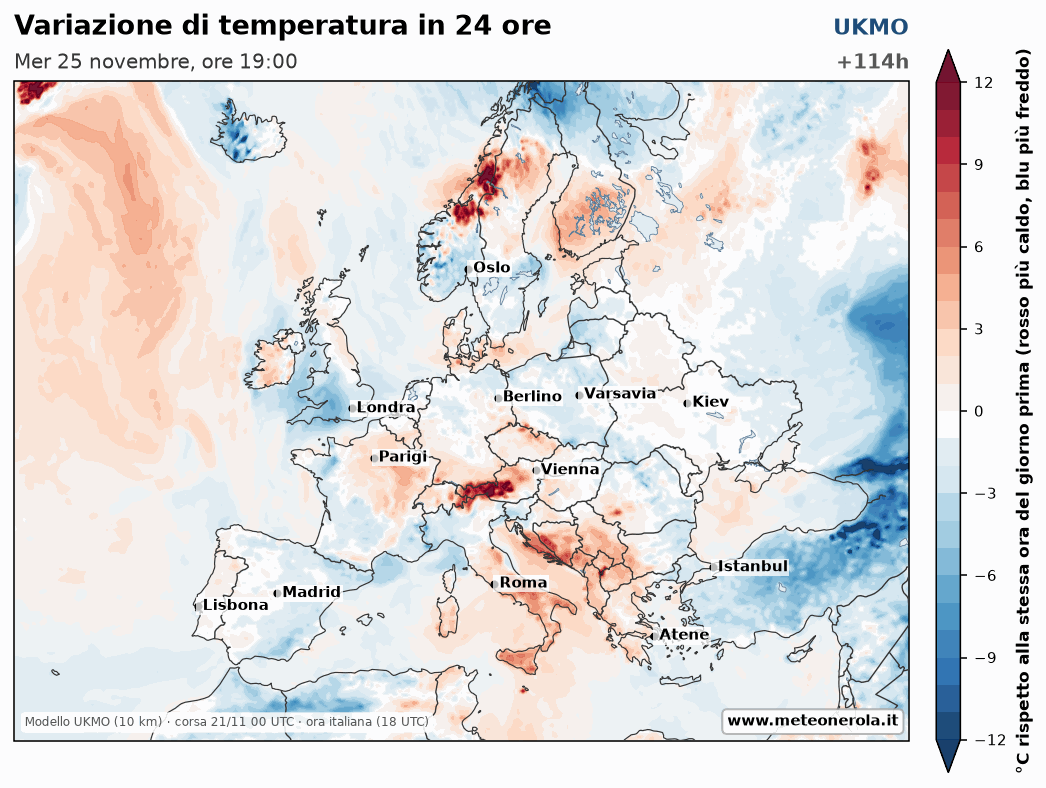 Variazione di temperatura in 24 ore
UKMO
Mer 25 novembre, ore 19:00
+114h
Oslo
Londra
Berlino
Varsavia
Kiev
Parigi
Vienna
Istanbul
Roma
Madrid
Lisbona
Atene
Modello UKMO (10 km) · corsa 21/11 00 UTC · ora italiana (18 UTC)
www.meteonerola.it
12
9
6
3
0
−3
−6
−9
−12
°C rispetto alla stessa ora del giorno prima (rosso più caldo, blu più freddo)